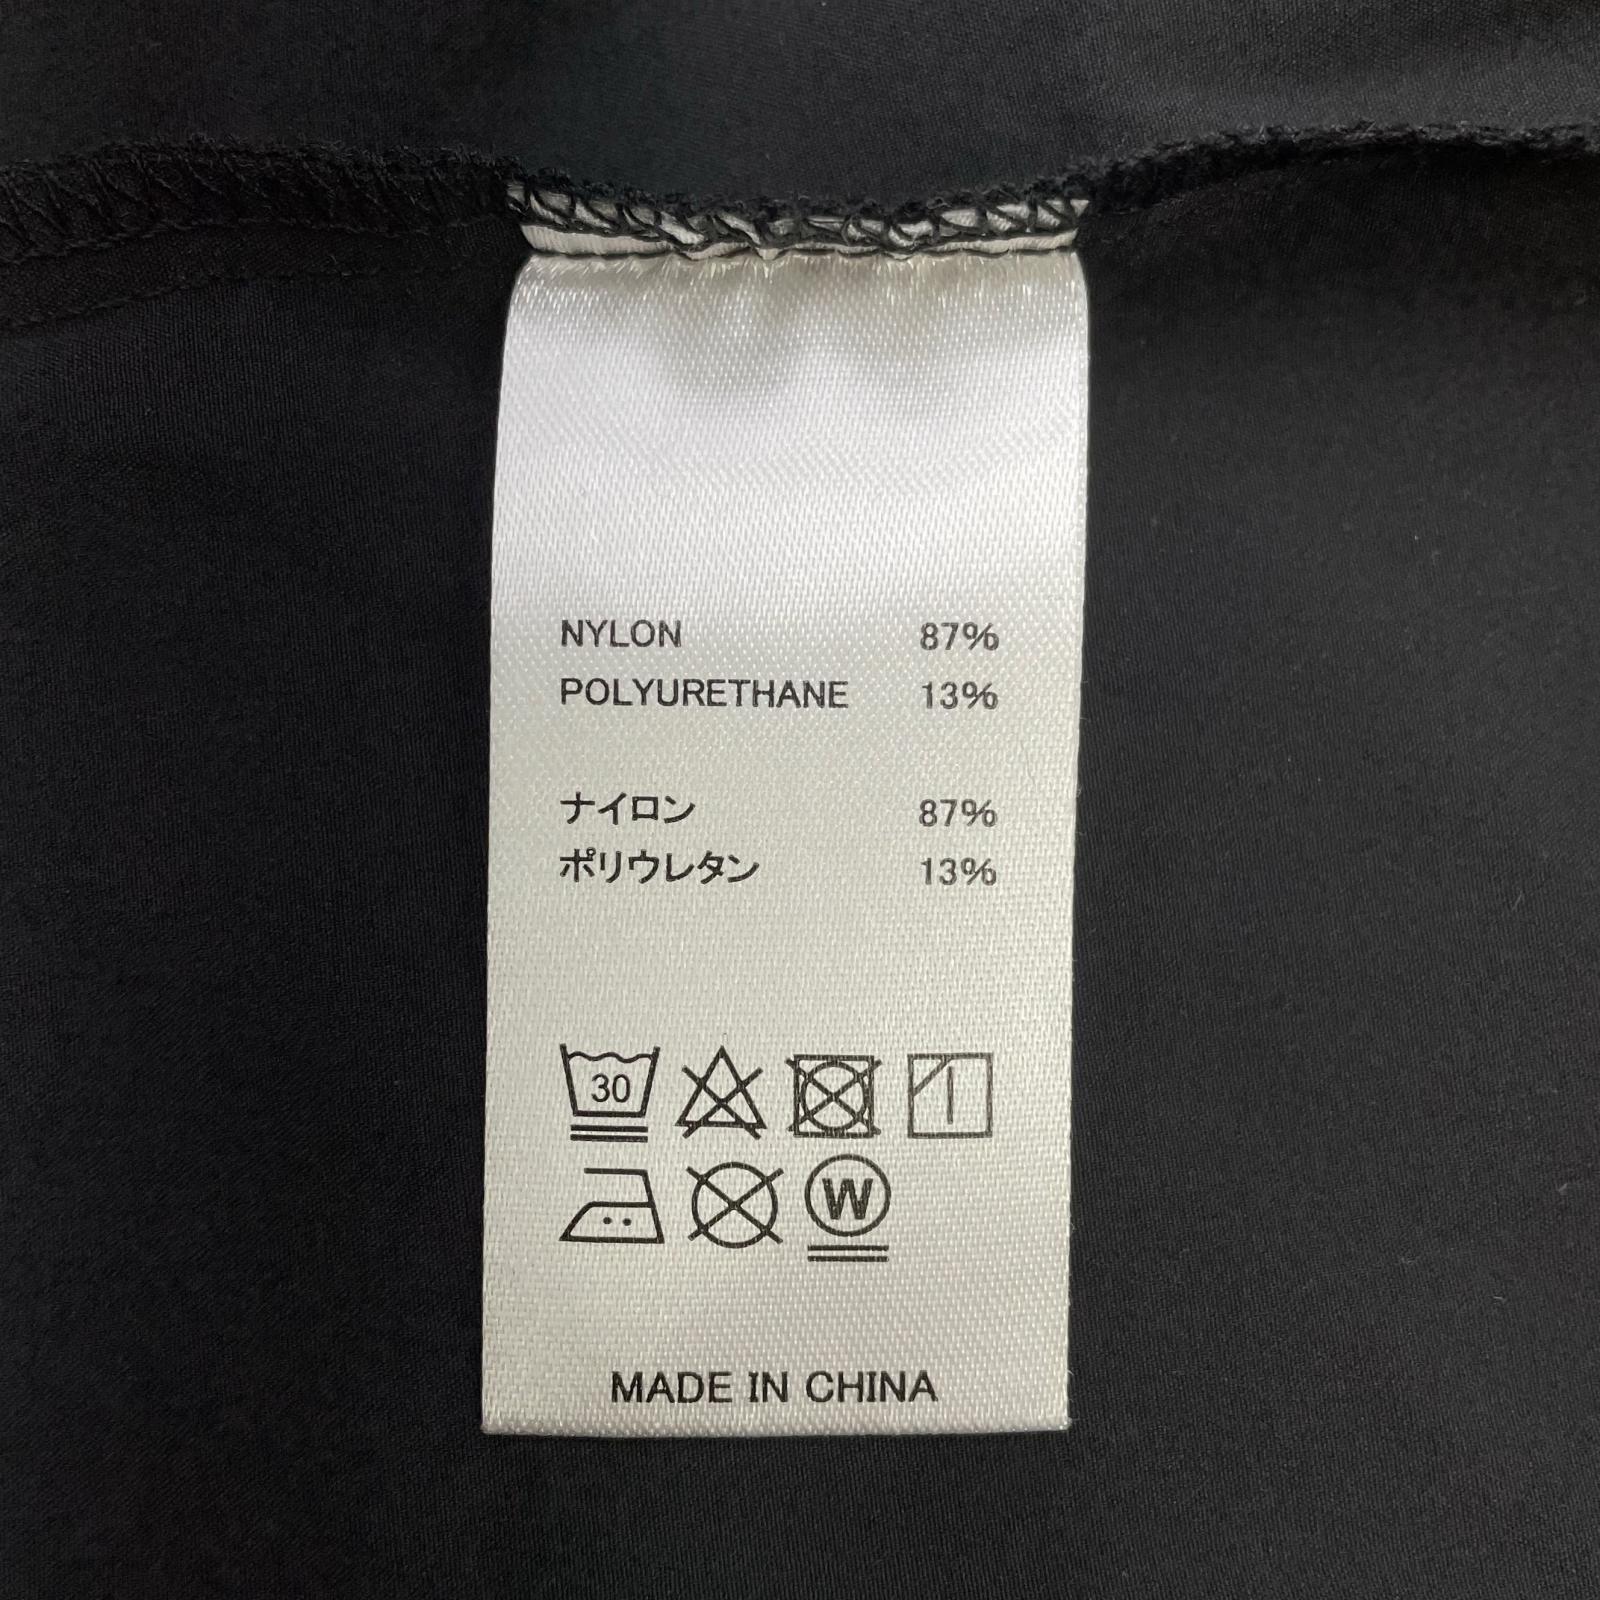 NYLON 87%
POLYURETHANE 13%
ナイロン 87%
ポリウレタン 13%
30
W
MADE IN CHINA